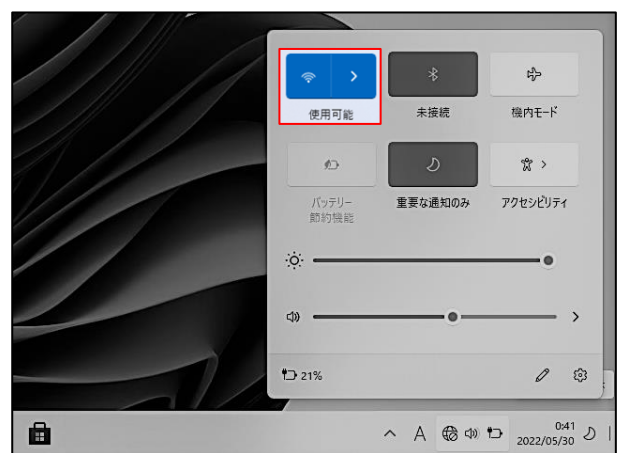 使用可能
未接続
機内モード
バッテリー
節約機能
重要な通知のみ
アクセシビリティ
21%
A
0:41
2022/05/30